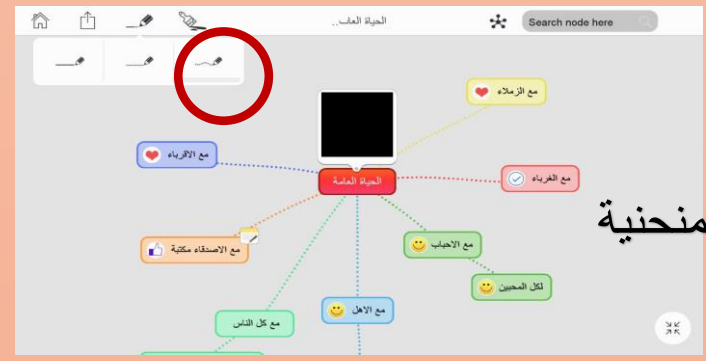 الحياة العاب..
Search node here
مع الزملاء
مع الاقرباء
الحياة العامة
مع الغرباء
منحنية
مع الاصدقاء مكتبة
مع الاحباب
لكل المحبين
مع الاهل
مع كل الناس